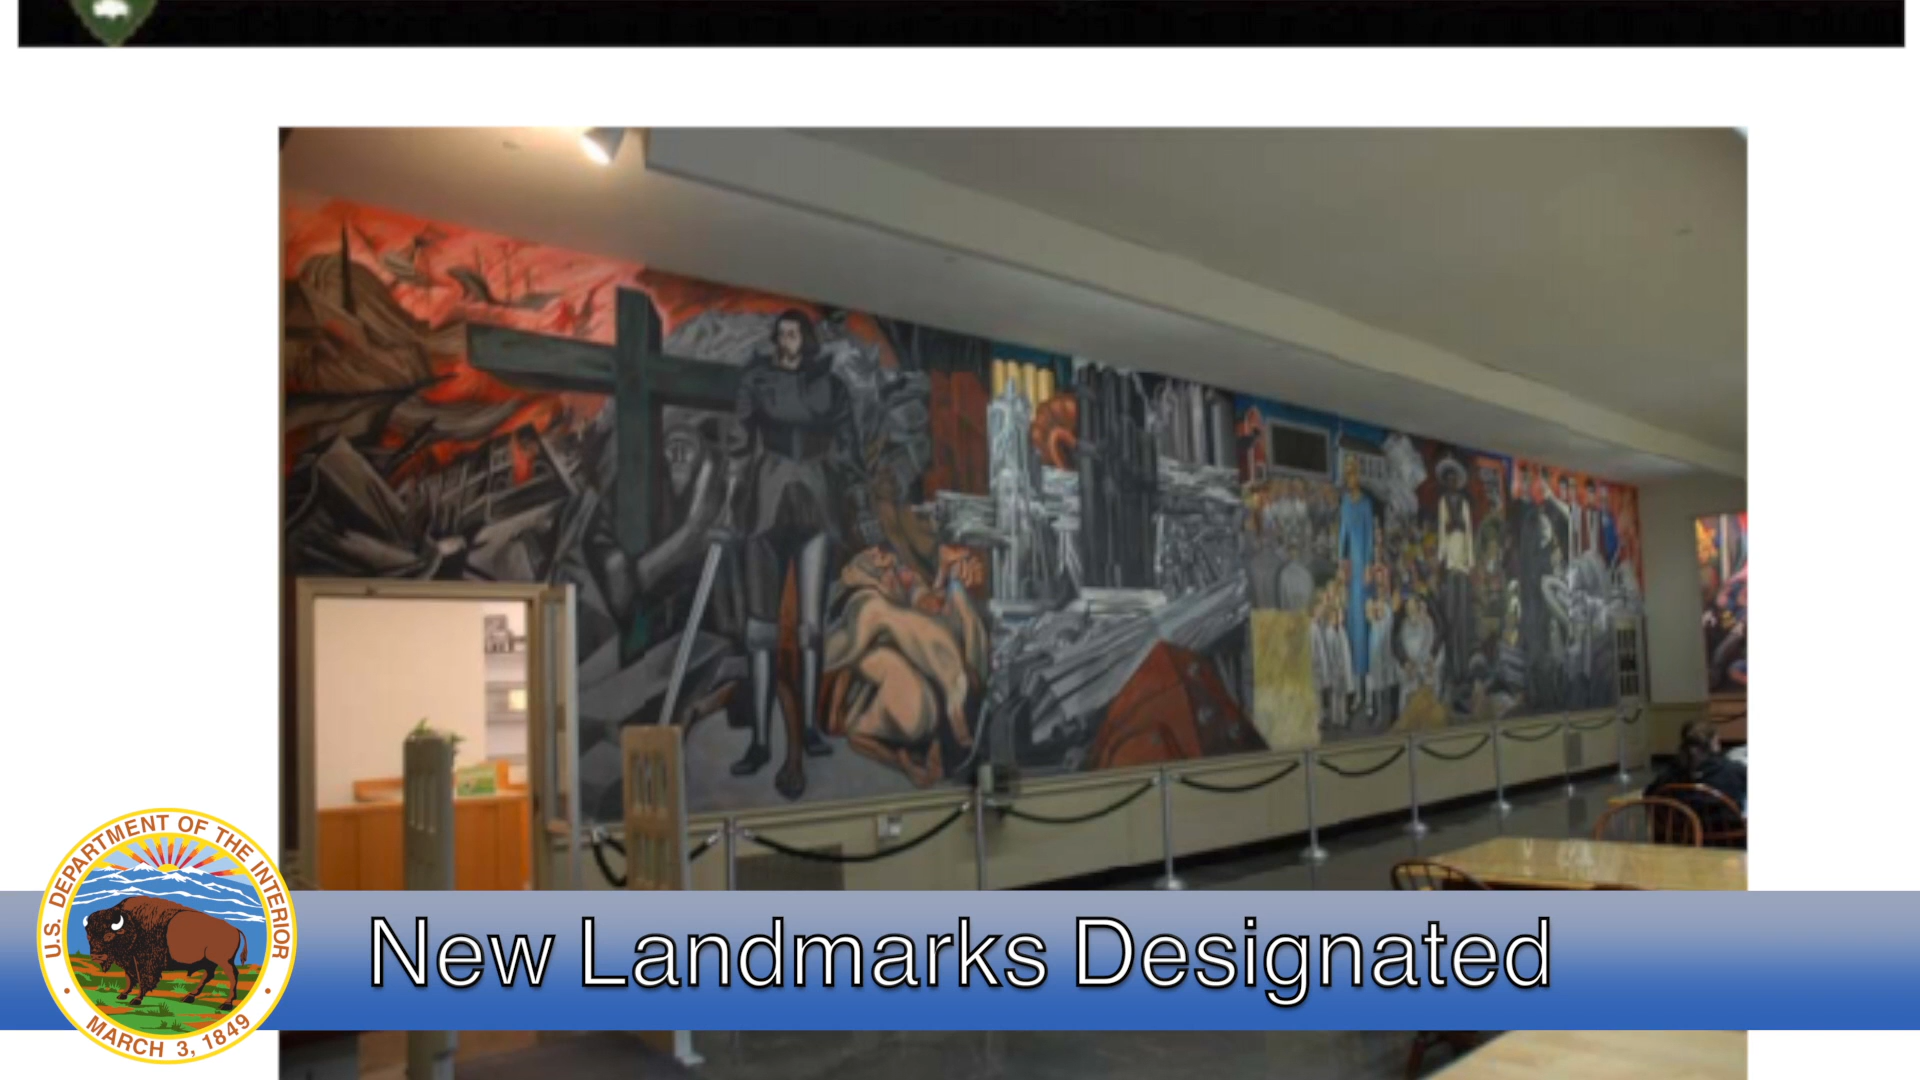 New Landmarks Designated
U.S. DEPARTMENT OF THE INTERIOR
MARCH 3, 1849